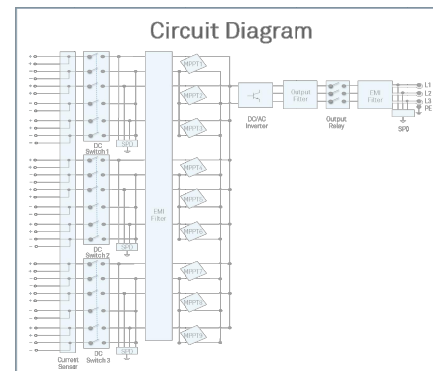 Circuit Diagram
MPPT1
MPPT2
MPPT3
DC
Switch 1
SPD
MPPT4
MPPT5
MPPT6
DC
Switch 2
SPD
EMI
Filter
MPPT7
MPPT8
MPPT9
Current
Sensor
DC
Switch 3
SPD
DC/AC
Inverter
Output
Filter
Output
Relay
EMI
Filter
L1
L2
L3
PE
SPD